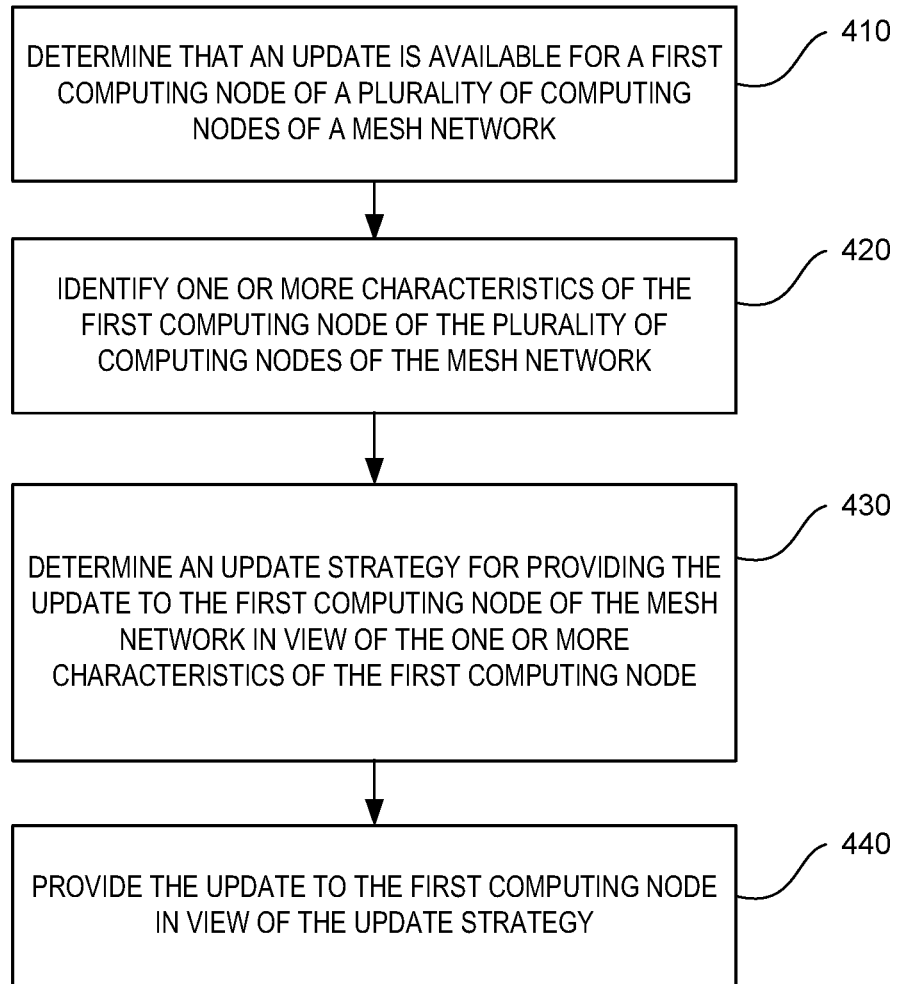 DETERMINE THAT AN UPDATE IS AVAILABLE FOR A FIRST
COMPUTING NODE OF A PLURALITY OF COMPUTING
NODES OF A MESH NETWORK
410
IDENTIFY ONE OR MORE CHARACTERISTICS OF THE
FIRST COMPUTING NODE OF THE PLURALITY OF
COMPUTING NODES OF THE MESH NETWORK
420
DETERMINE AN UPDATE STRATEGY FOR PROVIDING THE
UPDATE TO THE FIRST COMPUTING NODE OF THE MESH
NETWORK IN VIEW OF THE ONE OR MORE
CHARACTERISTICS OF THE FIRST COMPUTING NODE
430
PROVIDE THE UPDATE TO THE FIRST COMPUTING NODE
IN VIEW OF THE UPDATE STRATEGY
440